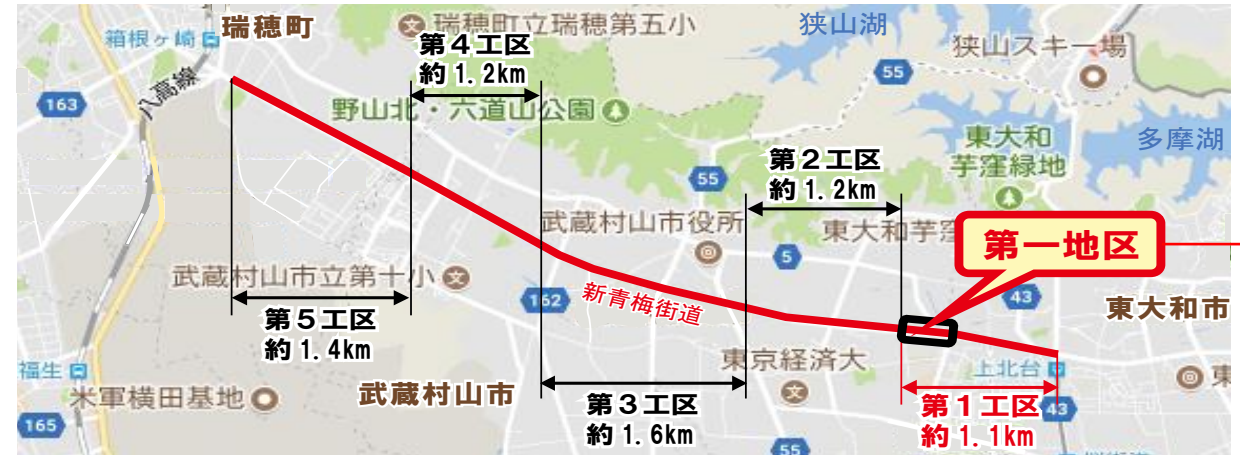 瑞穂町
箱根ヶ崎
八高線
瑞穂町立瑞穂第五小
第4工区
約1.2km
狭山湖
狭山スキー場
55
163
野山北・六道山公園
東大和
芋窪緑地
多摩湖
第2工区
約1.2km
55
武蔵村山市役所
東大和芋窪
第一地区
5
武蔵村山市立第十小
162
新青梅街道
43
東大和市
第5工区
約1.4km
福生
米軍横田基地
武蔵村山市
東京経済大
上北台
東
第3工区
約1.6km
第1工区
約1.1km
43
165
55